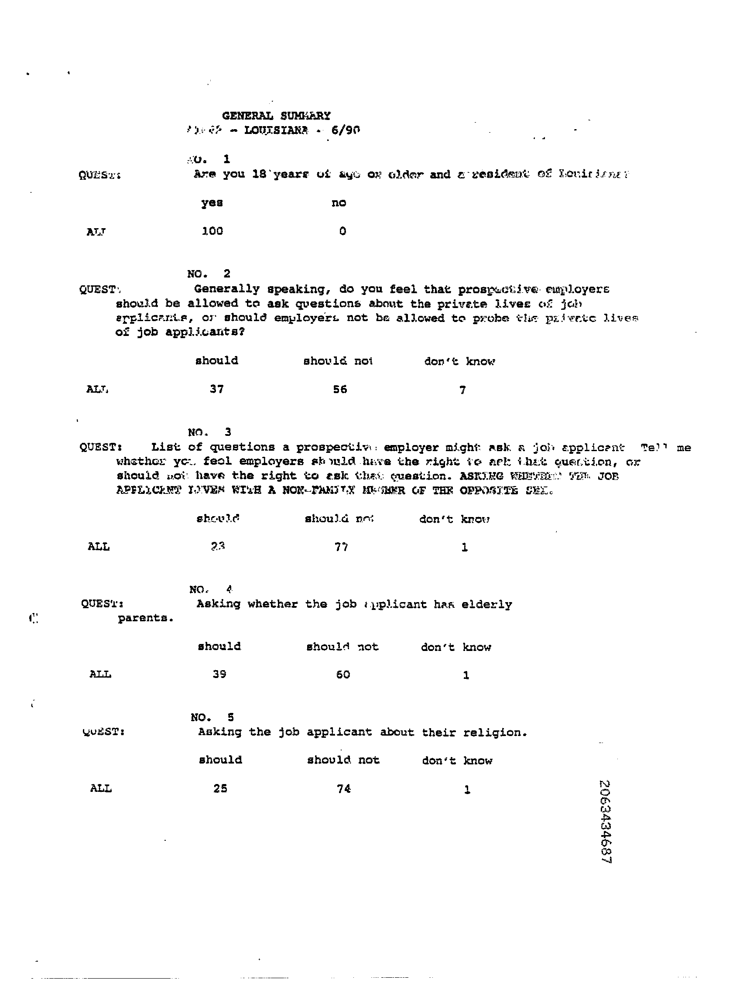 GENERAL SUMMARY
- LOUISIANA - 6/90
NO. 1
QUEST: Are you 18 years of age or older and a resident of Louisiana?
yes no
ALL 100 0
NO. 2
QUEST: Generally speaking, do you feel that prospective employers
should be allowed to ask questions about the private lives of job
applicants, or should employers not be allowed to probe the private lives
of job applicants?
should should not don't know
ALL 37 56 7
NO. 3
QUEST: List of questions a prospective employer might ask a job applicant Tell me
whether you feel employers should have the right to ask that question, or
should not have the right to ask that question. ASKING WHETHER THE JOB
APPLICANT LIVES WITH A NON-FAMILY MEMBER OF THE OPPOSITE SEX.
should should not don't know
ALL 23 77 1
NO. 4
QUEST: Asking whether the job applicant has elderly
parents.
should should not don't know
ALL 39 60 1
NO. 5
QUEST: Asking the job applicant about their religion.
should should not don't know
ALL 25 74 1
2063434687